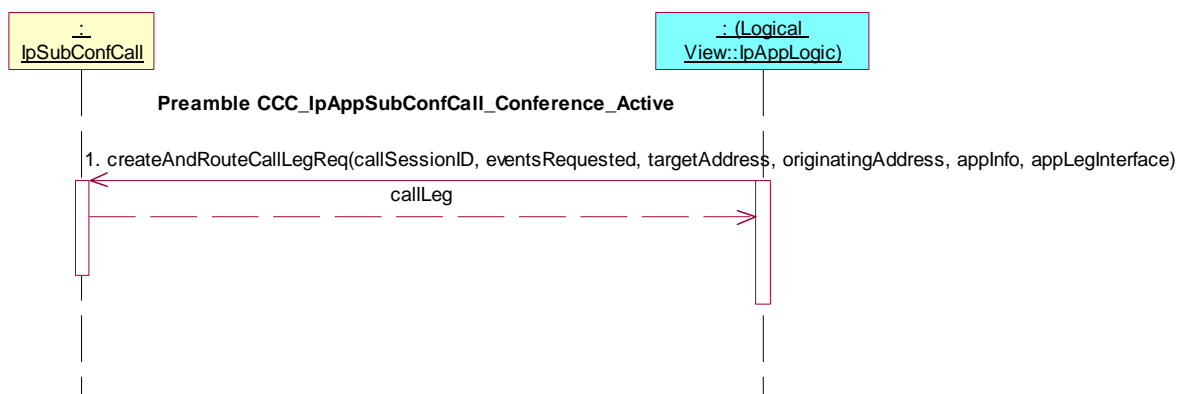 :
IpSubConfCall
: (Logical
View::IpAppLogic)
Preamble CCC_IpAppSubConfCall_Conference_Active
1. createAndRouteCallLegReq(callSessionID, eventsRequested, targetAddress, originatingAddress, appInfo, appLegInterface)
callLeg